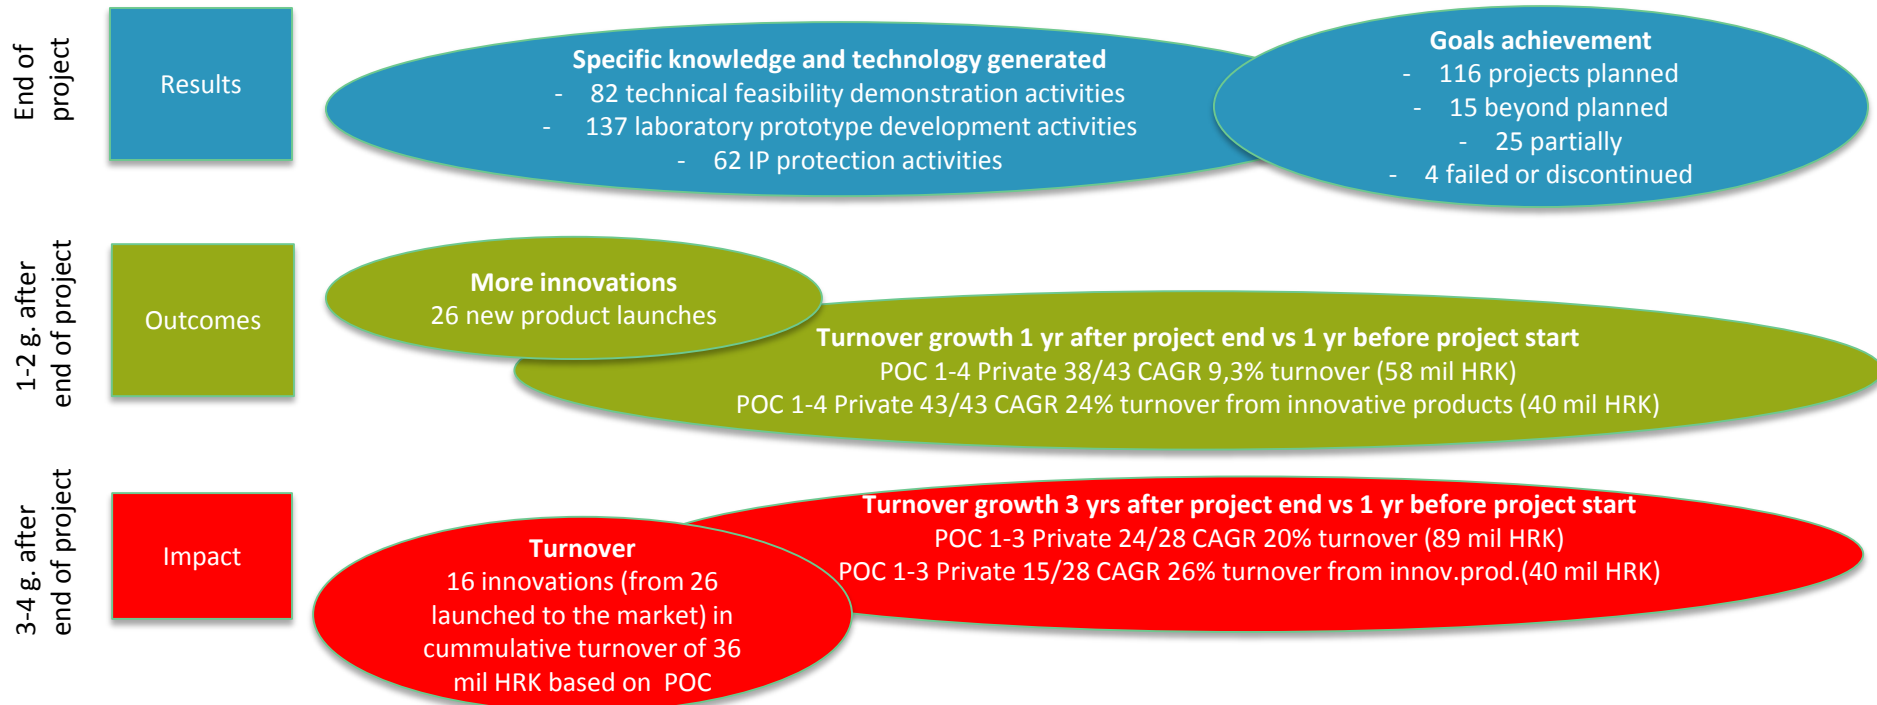 End of
project
Results
Specific knowledge and technology generated
- 82 technical feasibility demonstration activities
- 137 laboratory prototype development activities
- 62 IP protection activities
Goals achievement
- 116 projects planned
- 15 beyond planned
- 25 partially
- 4 failed or discontinued
1-2 g. after
end of project
Outcomes
More innovations
26 new product launches
Turnover growth 1 yr after project end vs 1 yr before project start
POC 1-4 Private 38/43 CAGR 9,3% turnover (58 mil HRK)
POC 1-4 Private 43/43 CAGR 24% turnover from innovative products (40 mil HRK)
3-4 g. after
end of project
Impact
Turnover
16 innovations (from 26
launched to the market) in
cummulative turnover of 36
mil HRK based on POC
Turnover growth 3 yrs after project end vs 1 yr before project start
POC 1-3 Private 24/28 CAGR 20% turnover (89 mil HRK)
POC 1-3 Private 15/28 CAGR 26% turnover from innov.prod.(40 mil HRK)